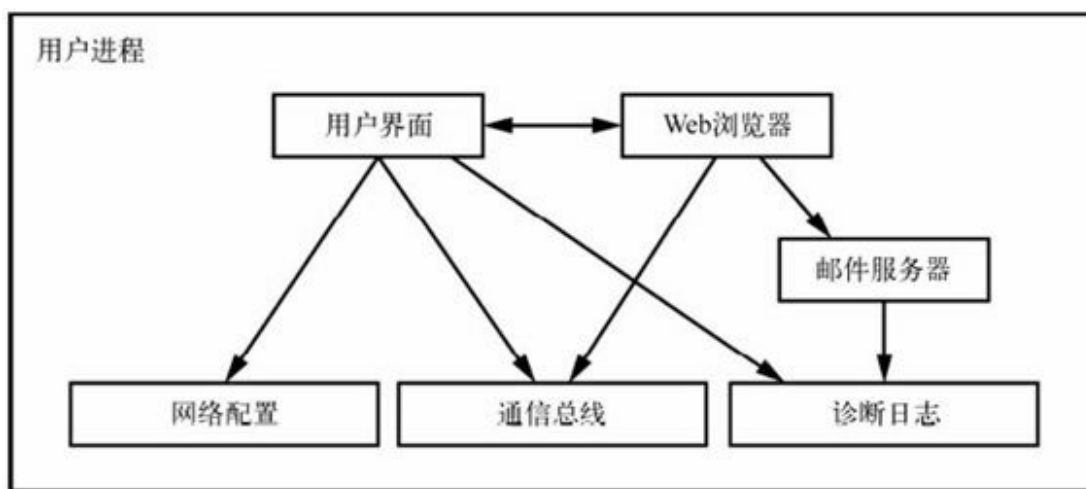 用户进程
用户界面
Web浏览器
邮件服务器
网络配置
通信总线
诊断日志